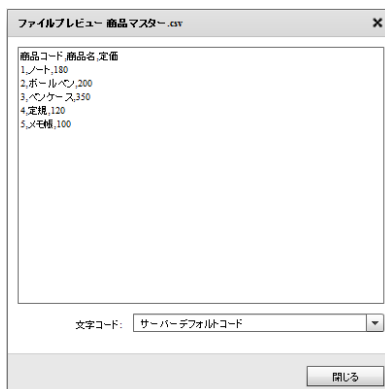 ファイルプレビュー 商品マスター.csv
商品コード,商品名,定価
1,ノート,180
2,ボールペン,200
3,ペンケース,350
4,定規,120
5,メモ帳,100
文字コード: サーバーデフォルトコード
閉じる